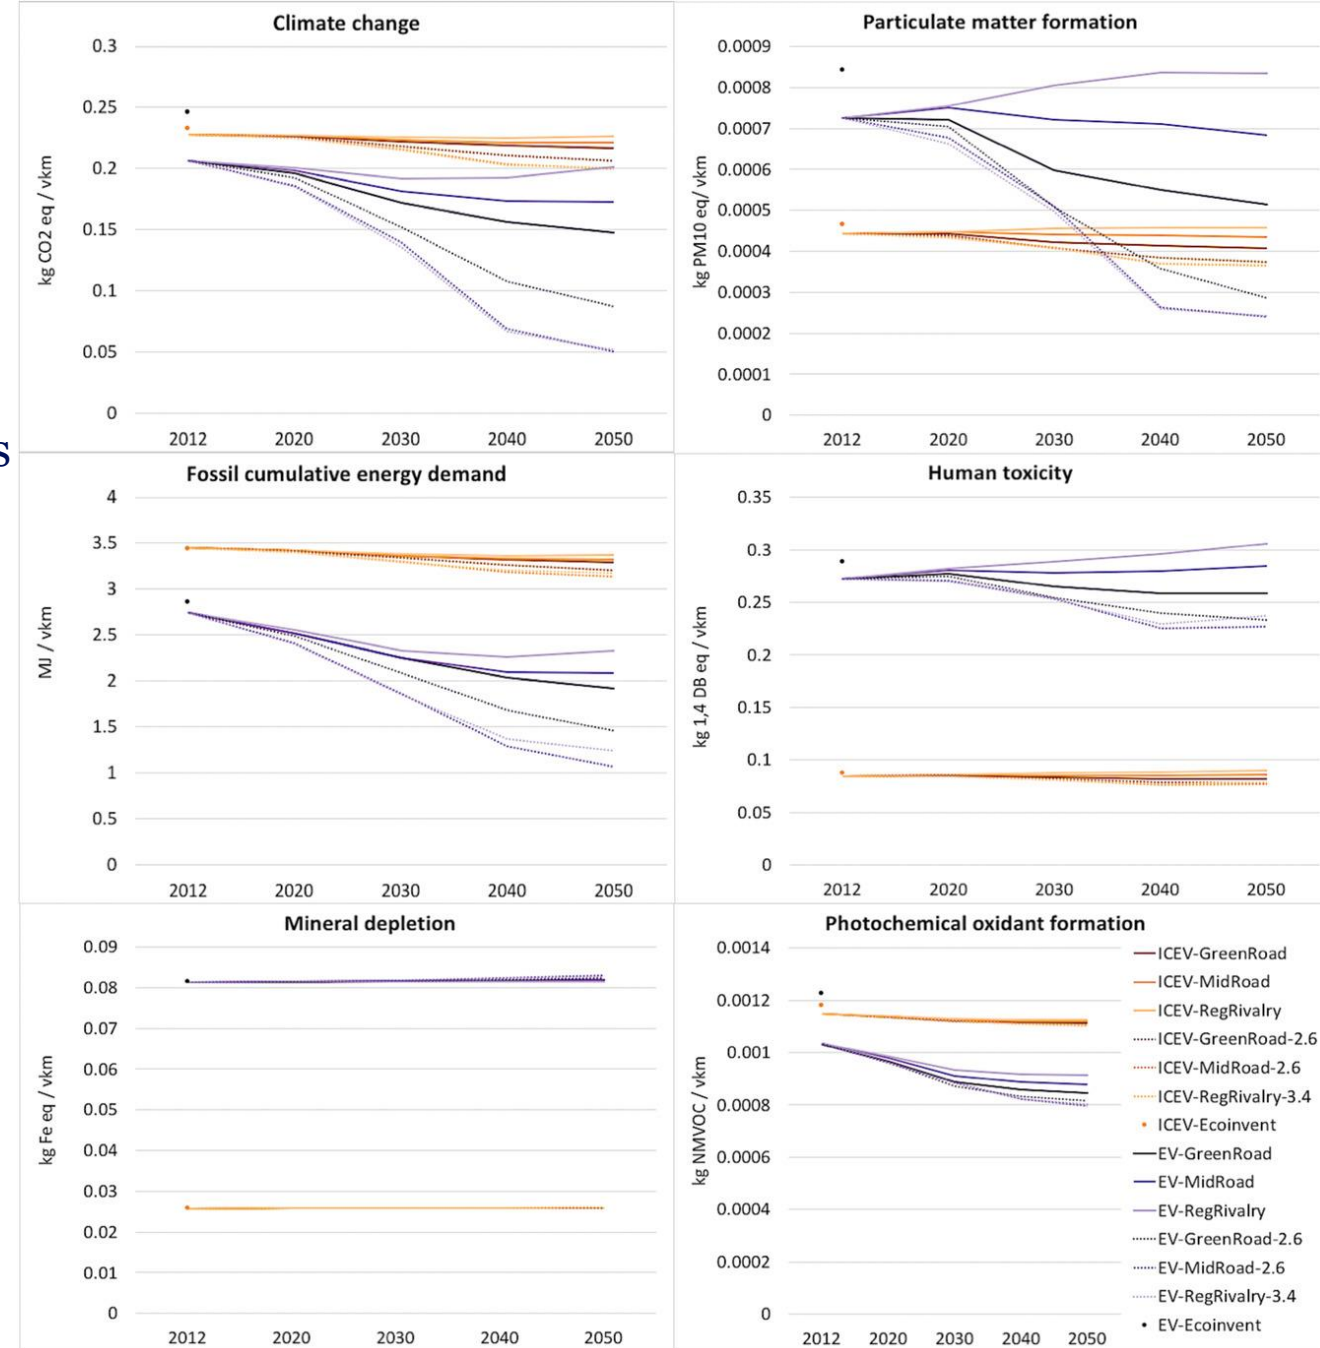 Climate change
kg CO2 eq / vkm
0.3
0.25
0.2
0.15
0.1
0.05
0
2012 2020 2030 2040 2050
Particulate matter formation
kg PM10 eq/ vkm
0.0009
0.0008
0.0007
0.0006
0.0005
0.0004
0.0003
0.0002
0.0001
0
2012 2020 2030 2040 2050
s
Fossil cumulative energy demand
MJ / vkm
4
3.5
3
2.5
2
1.5
1
0.5
0
2012 2020 2030 2040 2050
Human toxicity
kg 1,4 DB eq / vkm
0.35
0.3
0.25
0.2
0.15
0.1
0.05
0
2012 2020 2030 2040 2050
Mineral depletion
kg Fe eq / vkm
0.09
0.08
0.07
0.06
0.05
0.04
0.03
0.02
0.01
0
2012 2020 2030 2040 2050
Photochemical oxidant formation
kg NMVOC / vkm
0.0014
0.0012
0.001
0.0008
0.0006
0.0004
0.0002
0
2012 2020 2030 2040 2050
ICEV-GreenRoad
ICEV-MidRoad
ICEV-RegRivalry
ICEV-GreenRoad-2.6
ICEV-MidRoad-2.6
ICEV-RegRivalry-3.4
ICEV-Ecoinvent
EV-GreenRoad
EV-MidRoad
EV-RegRivalry
EV-GreenRoad-2.6
EV-MidRoad-2.6
EV-RegRivalry-3.4
EV-Ecoinvent